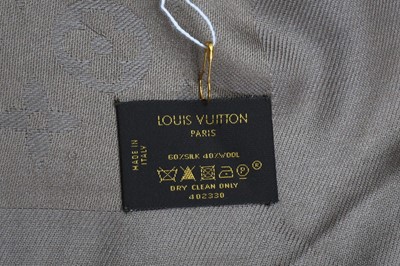 LOUIS VUITTON
PARIS
MADE IN
ITALY
60%SILK 40%WOOL
P
DRY CLEAN ONLY
402330